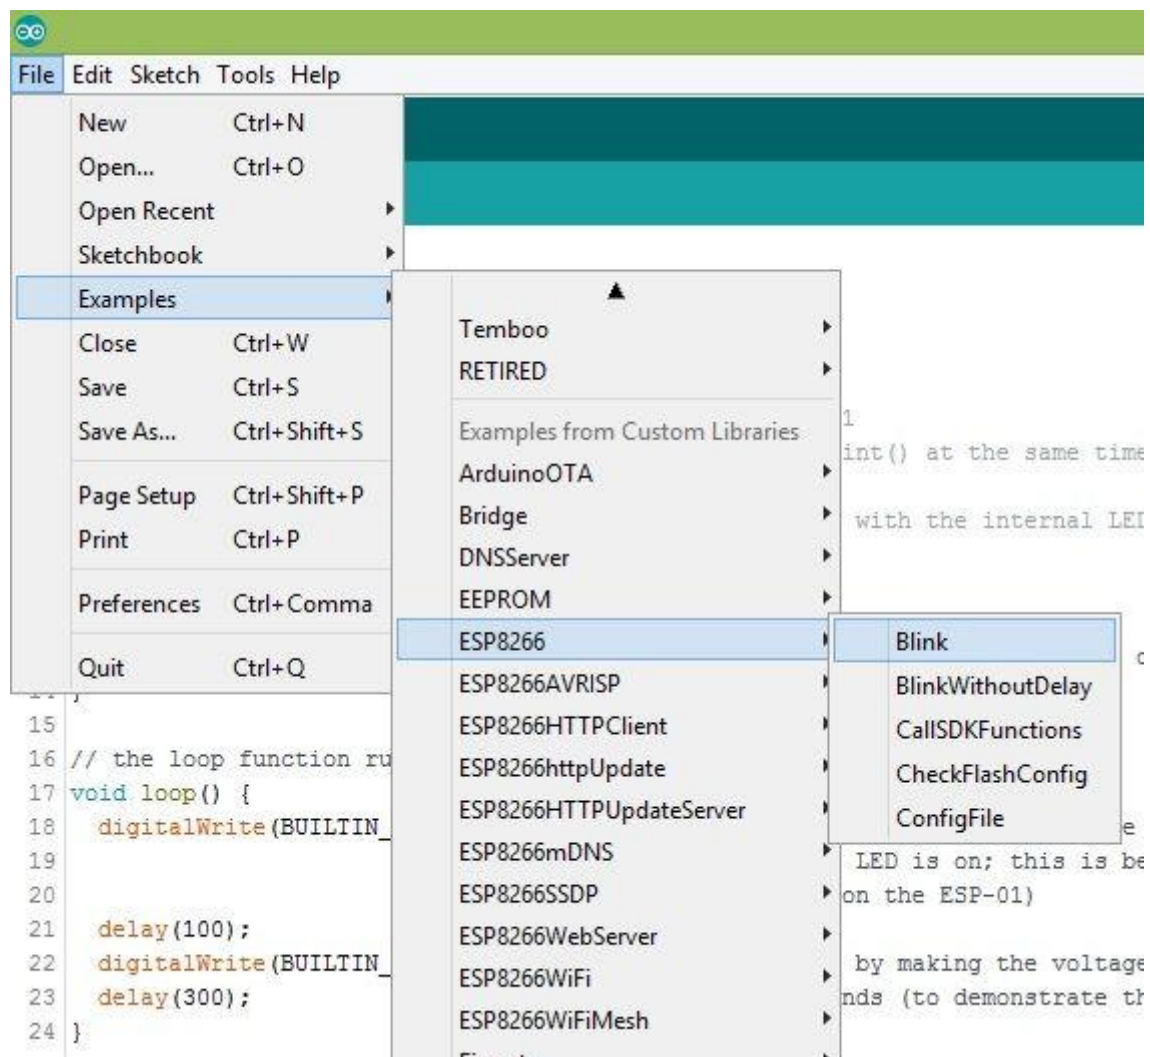 File Edit Sketch Tools Help
New Ctrl+N
Open... Ctrl+O
Open Recent
Sketchbook
Examples
Close Ctrl+W
Save Ctrl+S
Save As... Ctrl+Shift+S
Page Setup Ctrl+Shift+P
Print Ctrl+P
Preferences Ctrl+Comma
Quit Ctrl+Q
Temboo
RETIRED
Examples from Custom Libraries
ArduinoOTA
Bridge
DNSServer
EEPROM
ESP8266
ESP8266AVRISP
ESP8266HTTPClient
ESP8266httpUpdate
ESP8266HTTPUpdateServer
ESP8266mDNS
ESP8266SSDP
ESP8266WebServer
ESP8266WiFi
ESP8266WiFiMesh
Blink
BlinkWithoutDelay
CallSDKFunctions
CheckFlashConfig
ConfigFile
1
int() at the same time
with the internal LED
15
16 // the loop function ru
17 void loop() {
18 digitalWrite(BUILTIN_ e
19 LED is on; this is be
20 on the ESP-01)
21 delay(100);
22 digitalWrite(BUILTIN_ by making the voltage
23 delay(300); nds (to demonstrate th
24 }